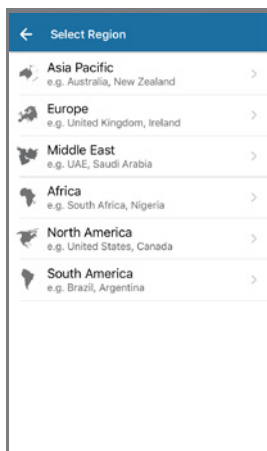 Select Region
Asia Pacific
e.g. Australia, New Zealand
Europe
e.g. United Kingdom, Ireland
Middle East
e.g. UAE, Saudi Arabia
Africa
e.g. South Africa, Nigeria
North America
e.g. United States, Canada
South America
e.g. Brazil, Argentina